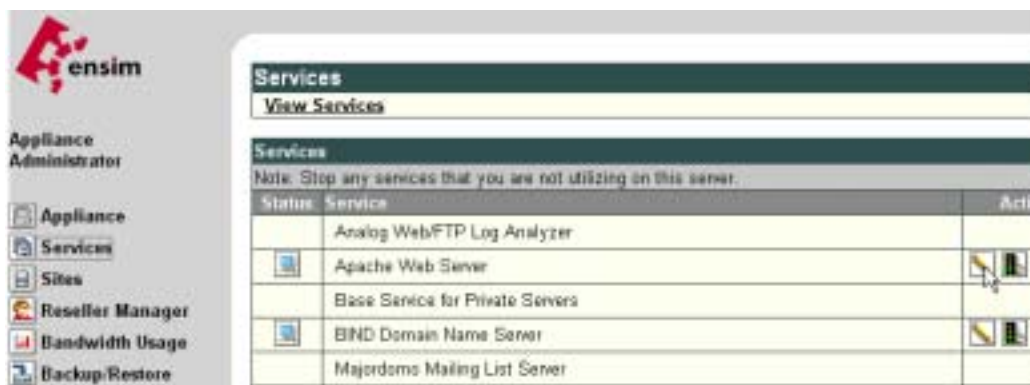 ensim
Appliance
Administrator
Appliance
Services
Sites
Reseller Manager
Bandwidth Usage
Backup/Restore
Services
View Services
Services
Note: Stop any services that you are not utilizing on this server.
Status Service Acti
Analog Web/FTP Log Analyzer
Apache Web Server
Base Service for Private Servers
BIND Domain Name Server
Majordomo Mailing List Server